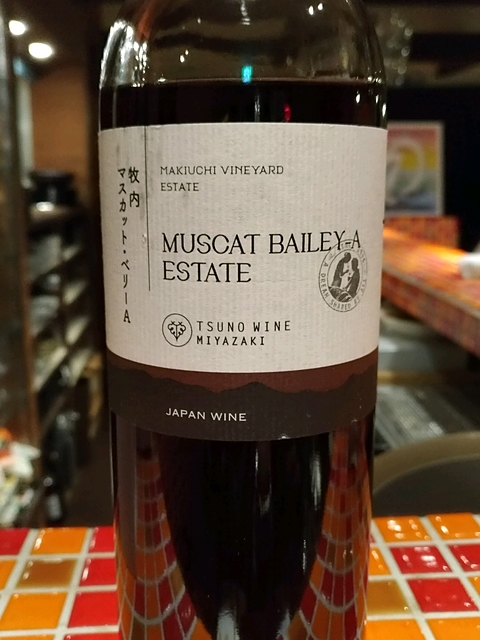 牧内
マスカット・ベリーA
MAKIUCHI VINEYARD
ESTATE
MUSCAT BAILEY-A
ESTATE
TSUNO WINE
MIYAZAKI
JAPAN WINE